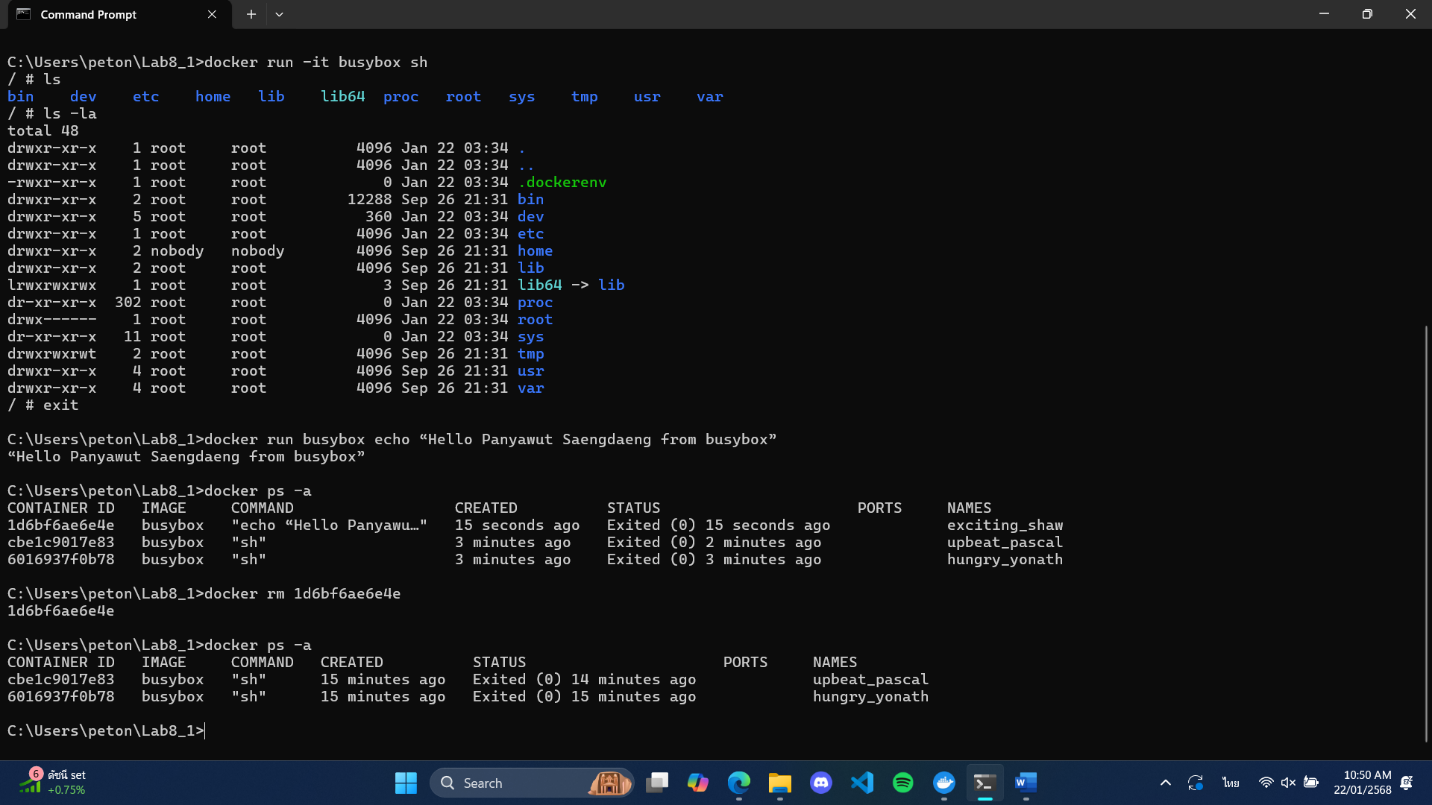 Command Prompt
C:\Users\peton\Lab8_1>docker run -it busybox sh
/ # ls
bin    dev    etc    home   lib    lib64  proc   root   sys    tmp    usr    var
/ # ls -la
total 48
drwxr-xr-x    1 root     root          4096 Jan 22 03:34 .
drwxr-xr-x    1 root     root          4096 Jan 22 03:34 ..
-rwxr-xr-x    1 root     root             0 Jan 22 03:34 .dockerenv
drwxr-xr-x    2 root     root         12288 Sep 26 21:31 bin
drwxr-xr-x    5 root     root           360 Jan 22 03:34 dev
drwxr-xr-x    1 root     root          4096 Jan 22 03:34 etc
drwxr-xr-x    2 nobody   nobody        4096 Sep 26 21:31 home
drwxr-xr-x    2 root     root          4096 Sep 26 21:31 lib
lrwxrwxrwx    1 root     root             3 Sep 26 21:31 lib64 -> lib
dr-xr-xr-x  302 root     root             0 Jan 22 03:34 proc
drwx------    1 root     root          4096 Jan 22 03:34 root
dr-xr-xr-x   11 root     root             0 Jan 22 03:34 sys
drwxrwxrwt    2 root     root          4096 Sep 26 21:31 tmp
drwxr-xr-x    4 root     root          4096 Sep 26 21:31 usr
drwxr-xr-x    4 root     root          4096 Sep 26 21:31 var
/ # exit
C:\Users\peton\Lab8_1>docker run busybox echo “Hello Panyawut Saengdaeng from busybox”
“Hello Panyawut Saengdaeng from busybox”
C:\Users\peton\Lab8_1>docker ps -a
CONTAINER ID   IMAGE     COMMAND                  CREATED          STATUS                      PORTS     NAMES
1d6bf6ae6e4e   busybox   "echo “Hello Panyawu…"   15 seconds ago   Exited (0) 15 seconds ago             exciting_shaw
cbe1c9017e83   busybox   "sh"                     3 minutes ago    Exited (0) 2 minutes ago              upbeat_pascal
6016937f0b78   busybox   "sh"                     3 minutes ago    Exited (0) 3 minutes ago              hungry_yonath
C:\Users\peton\Lab8_1>docker rm 1d6bf6ae6e4e
1d6bf6ae6e4e
C:\Users\peton\Lab8_1>docker ps -a
CONTAINER ID   IMAGE     COMMAND   CREATED          STATUS                      PORTS     NAMES
cbe1c9017e83   busybox   "sh"      15 minutes ago   Exited (0) 14 minutes ago             upbeat_pascal
6016937f0b78   busybox   "sh"      15 minutes ago   Exited (0) 15 minutes ago             hungry_yonath
C:\Users\peton\Lab8_1>
6
ดัชนี set
+0.75%
Search
ไทย
10:50 AM
22/01/2568